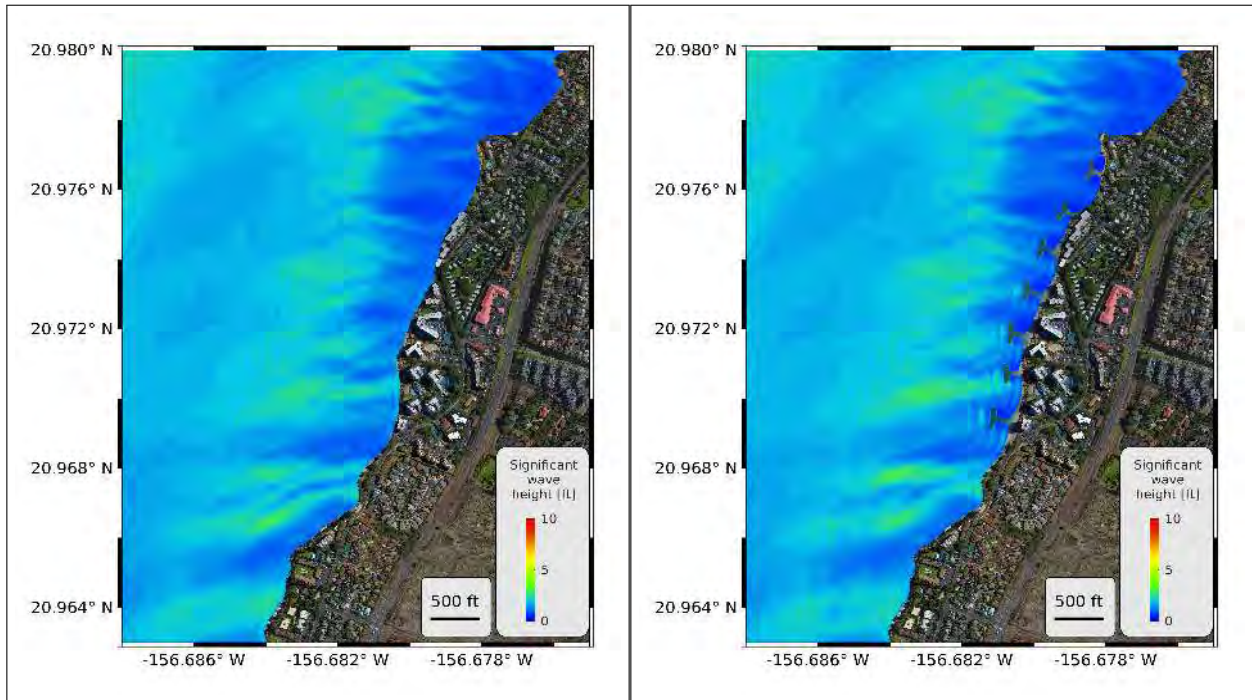 20.980° N
20.976° N
20.972° N
20.968° N
20.964° N
-156.686° W
-156.682° W
-156.678° W
Significant
wave
height (ft)
10
5
0
500 ft
20.980° N
20.976° N
20.972° N
20.968° N
20.964° N
-156.686° W
-156.682° W
-156.678° W
Significant
wave
height (ft)
10
5
0
500 ft